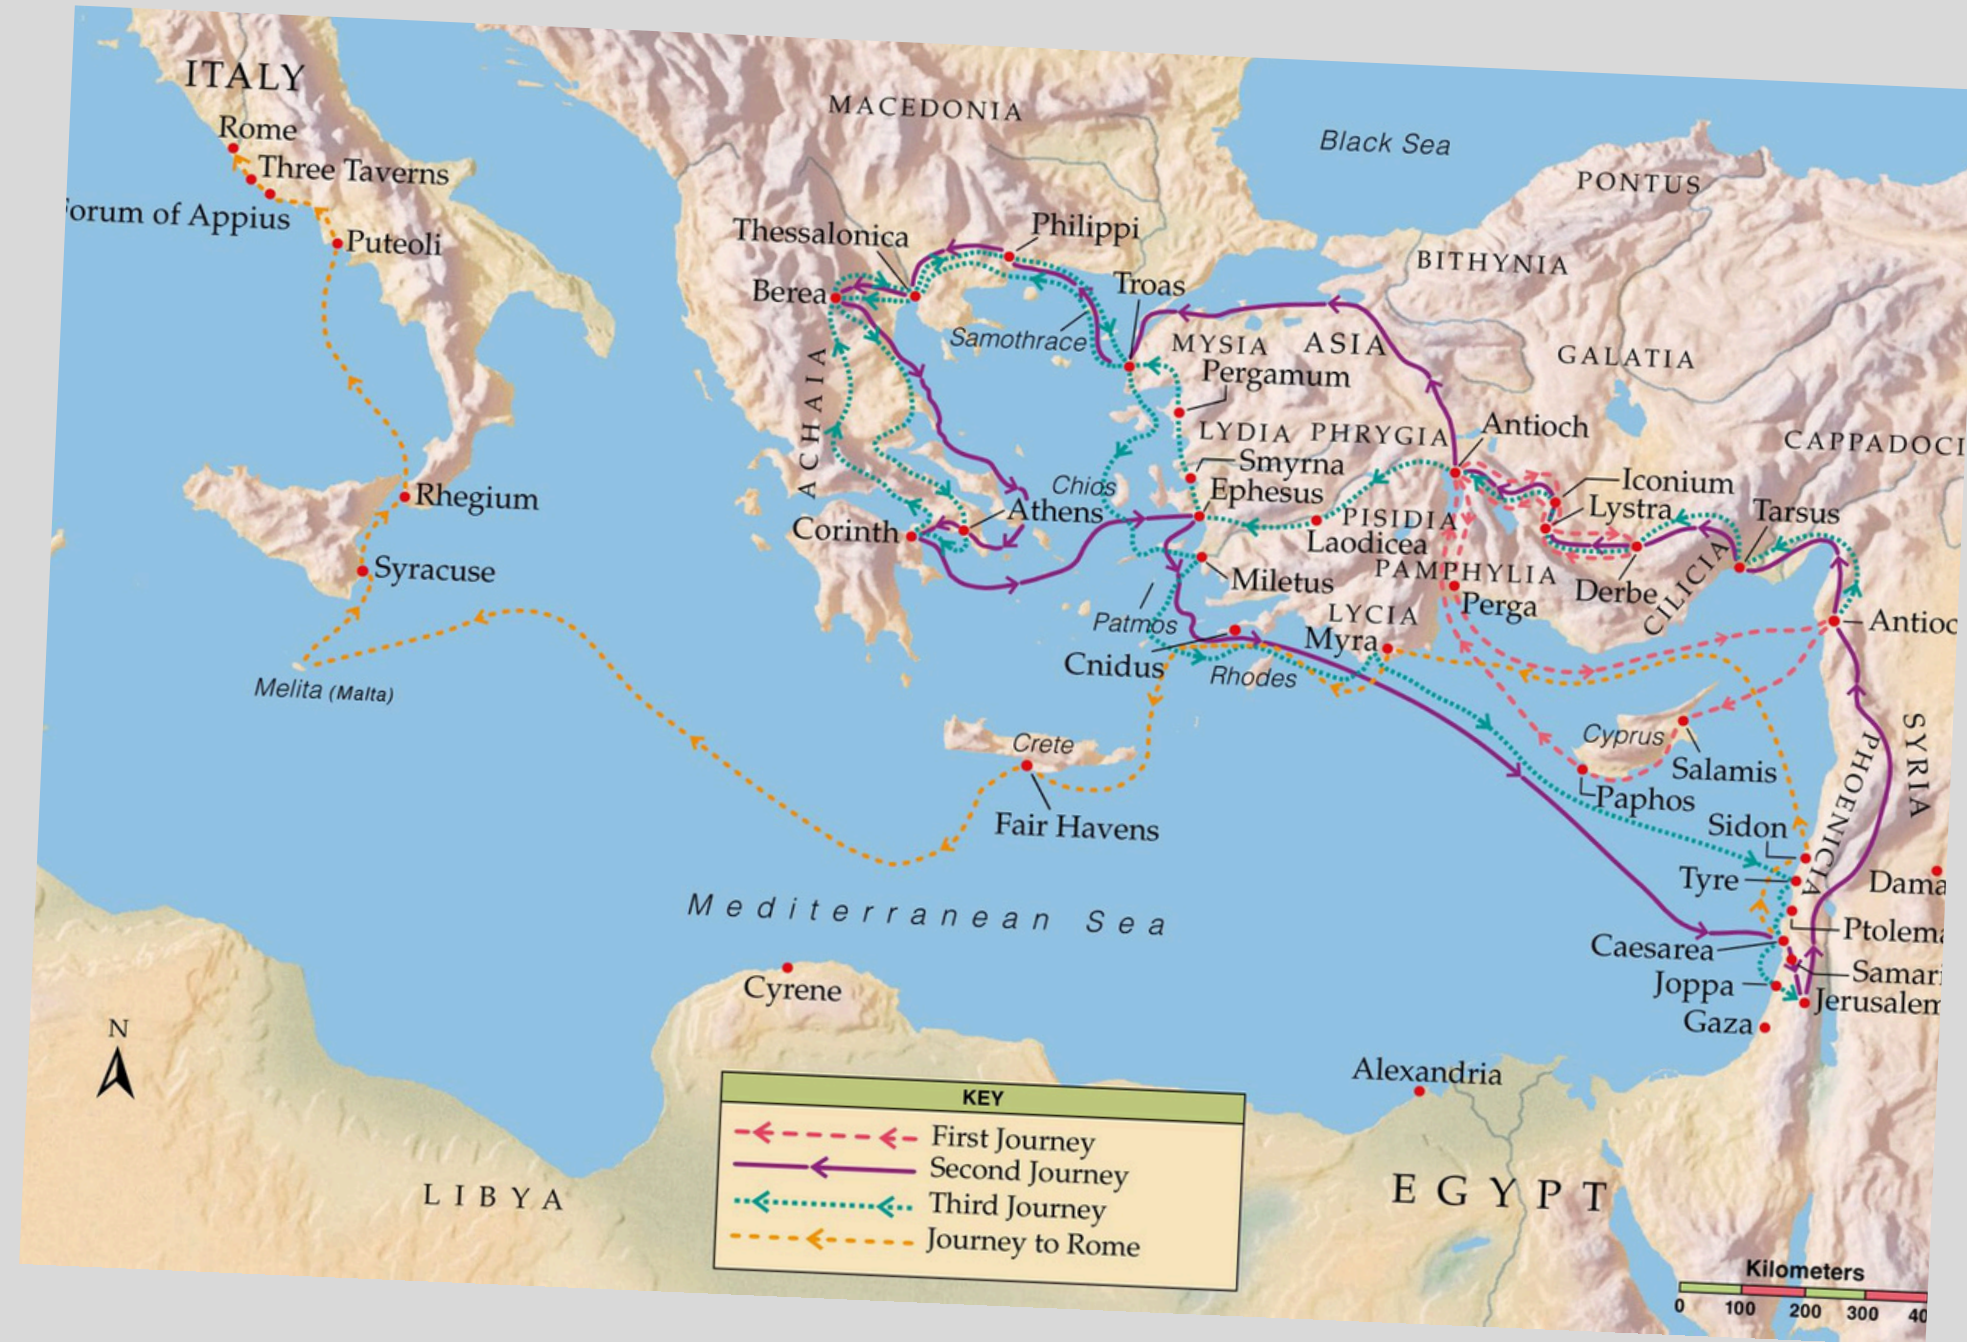 ITALY
Rome
Three Taverns
orum of Appius
Puteoli
MACEDONIA
Black Sea
PONTUS
BITHYNIA
Thessalonica
Philippi
Berea
Troas
Samothrace
MYSIA
ASIA
GALATIA
Pergamum
ACHAIA
LYDIA
PHRYGIA
Antioch
CAPPADOCI
Smyrna
Iconium
Chios
Ephesus
Lystra
Tarsus
Rhegium
Athens
PISIDIA
Corinth
Laodicea
Syracuse
Miletus
PAMPHYLIA
Derbe
CILICIA
Perga
Patmos
LYCIA
Antioc
Myra
Cnidus
Rhodes
Melita (Malta)
Crete
Cyprus
Salamis
Paphos
SYRIA
PHOENICIA
Fair Havens
Sidon
Tyre
Dama
Mediterranean Sea
Ptolema
Caesarea
Samari
Joppa
Jerusalem
Gaza
Cyrene
Alexandria
N
KEY
First Journey
Second Journey
Third Journey
Journey to Rome
LIBYA
EGYPT
Kilometers
0 100 200 300 40